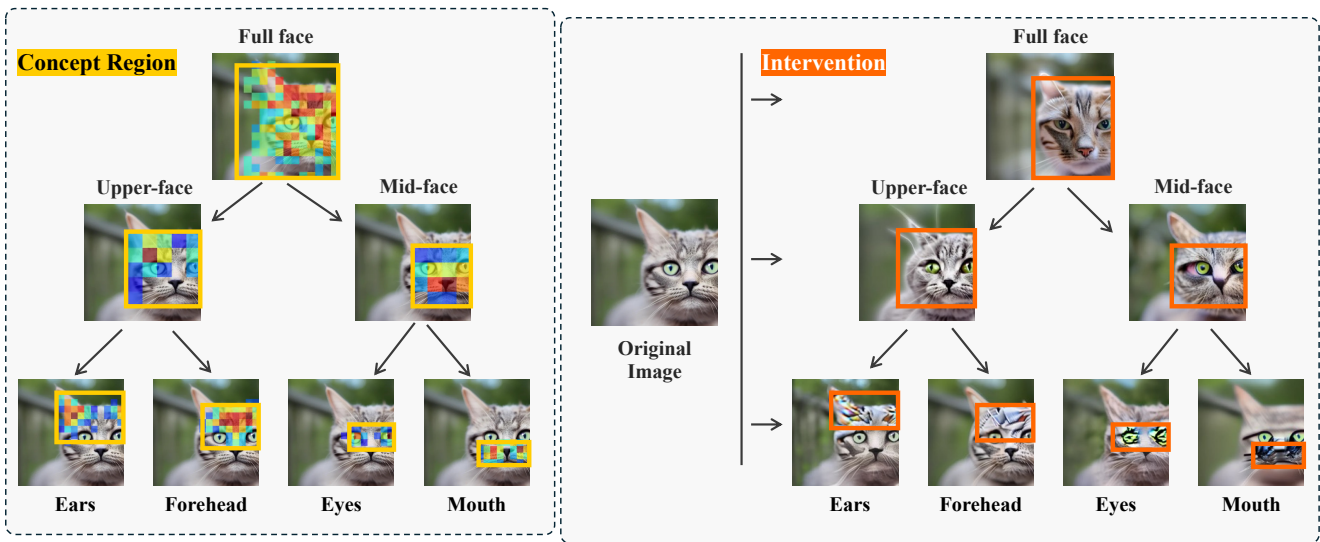 Concept Region
Full face
Upper-face
Mid-face
Ears
Forehead
Eyes
Mouth
Original
Image
Intervention
Full face
Upper-face
Mid-face
Ears
Forehead
Eyes
Mouth